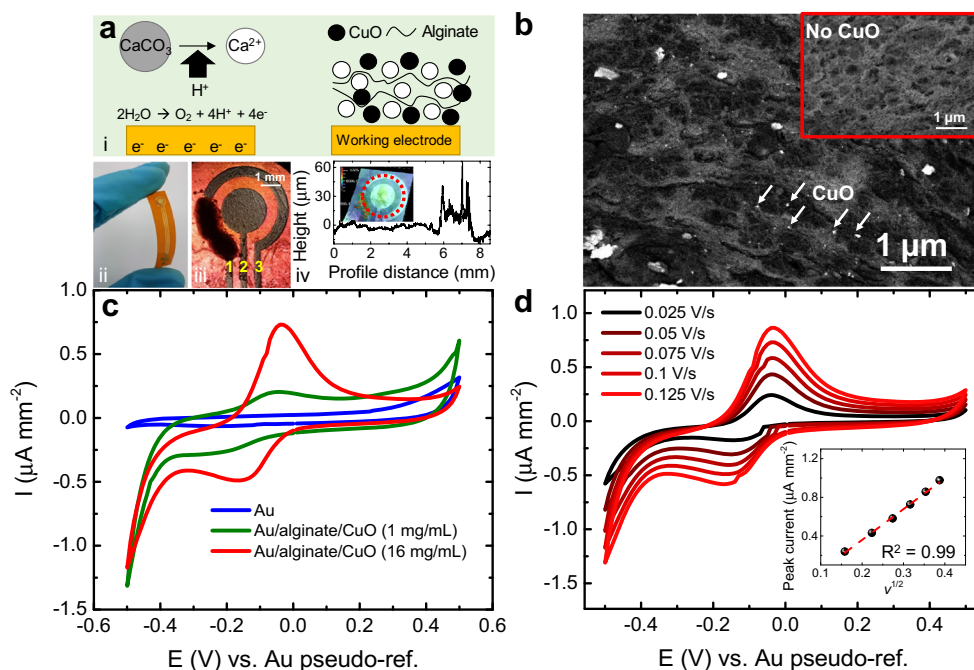 a
CaCO3
Ca2+
H+
2H2O → O2 + 4H+ + 4e-
e- e- e- e- e-
i
CuO
Alginate
Working electrode
ii
1 mm
1 2 3
iii
iv
Height (μm)
60
30
0
0 2 4 6 8
Profile distance (mm)
b
No CuO
1 μm
CuO
1 μm
c
I (μA mm-2)
1.0
0.5
0.0
-0.5
-1.0
-1.5
Au
Au/alginate/CuO (1 mg/mL)
Au/alginate/CuO (16 mg/mL)
-0.6 -0.4 -0.2 0.0 0.2 0.4 0.6
E (V) vs. Au pseudo-ref.
d
0.025 V/s
0.05 V/s
0.075 V/s
0.1 V/s
0.125 V/s
I (μA mm-2)
1.0
0.5
0.0
-0.5
-1.0
-1.5
Peak current (μA mm-2)
1.2
0.8
0.4
R2 = 0.99
0.1 0.2 0.3 0.4
v1/2
-0.4 -0.2 0.0 0.2 0.4
E (V) vs. Au pseudo-ref.